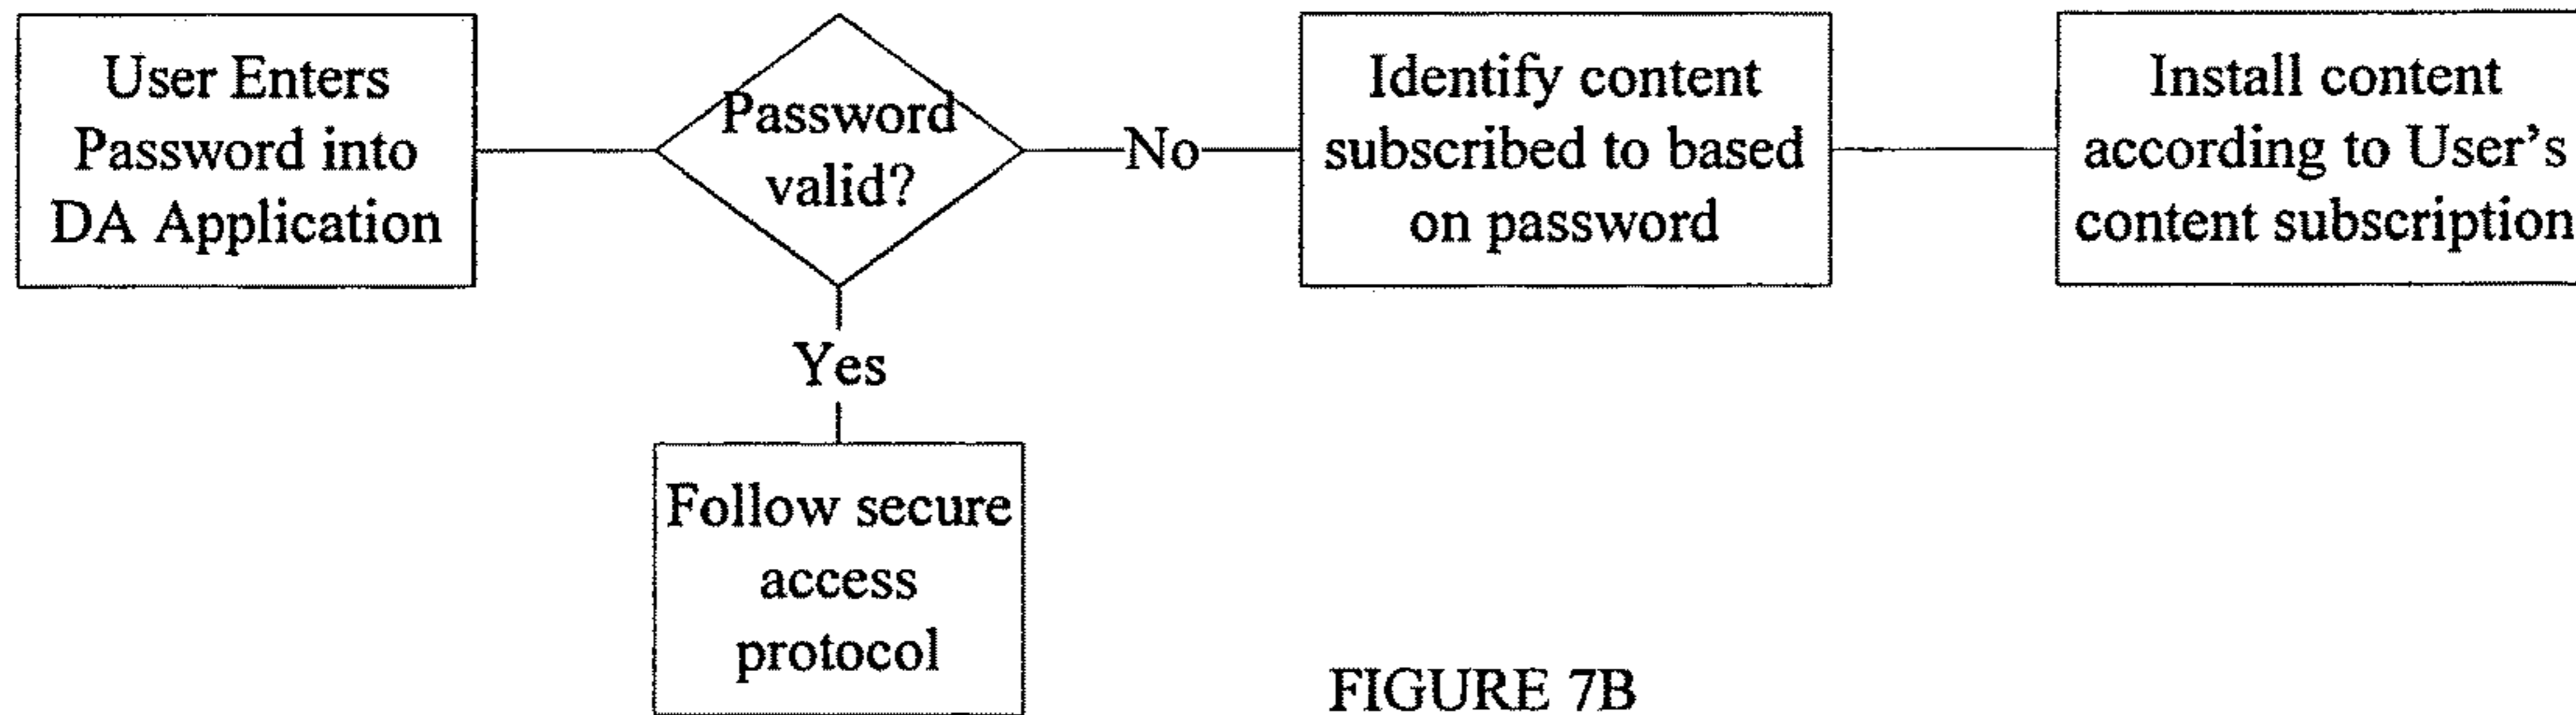 User Enters
Password into
DA Application
Password
valid?
No
Identify content
subscribed to based
on password
Install content
according to User's
content subscription
Yes
Follow secure
access
protocol
FIGURE 7B